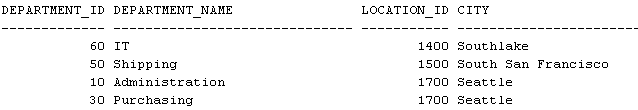 DEPARTMENT_ID DEPARTMENT_NAME                LOCATION_ID CITY
------------- ------------------------------ ----------- ------------------------
           60 IT                                    1400 Southlake
           50 Shipping                              1500 South San Francisco
           10 Administration                        1700 Seattle
           30 Purchasing                            1700 Seattle